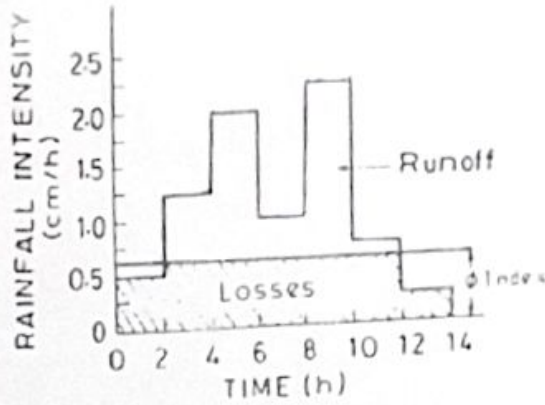 RAINFALL INTENSITY
(cm/h)
2.5
2.0
1.5
1.0
0.5
0
Runoff
Losses
ϕ Index
0 2 4 6 8 10 12 14
TIME (h)